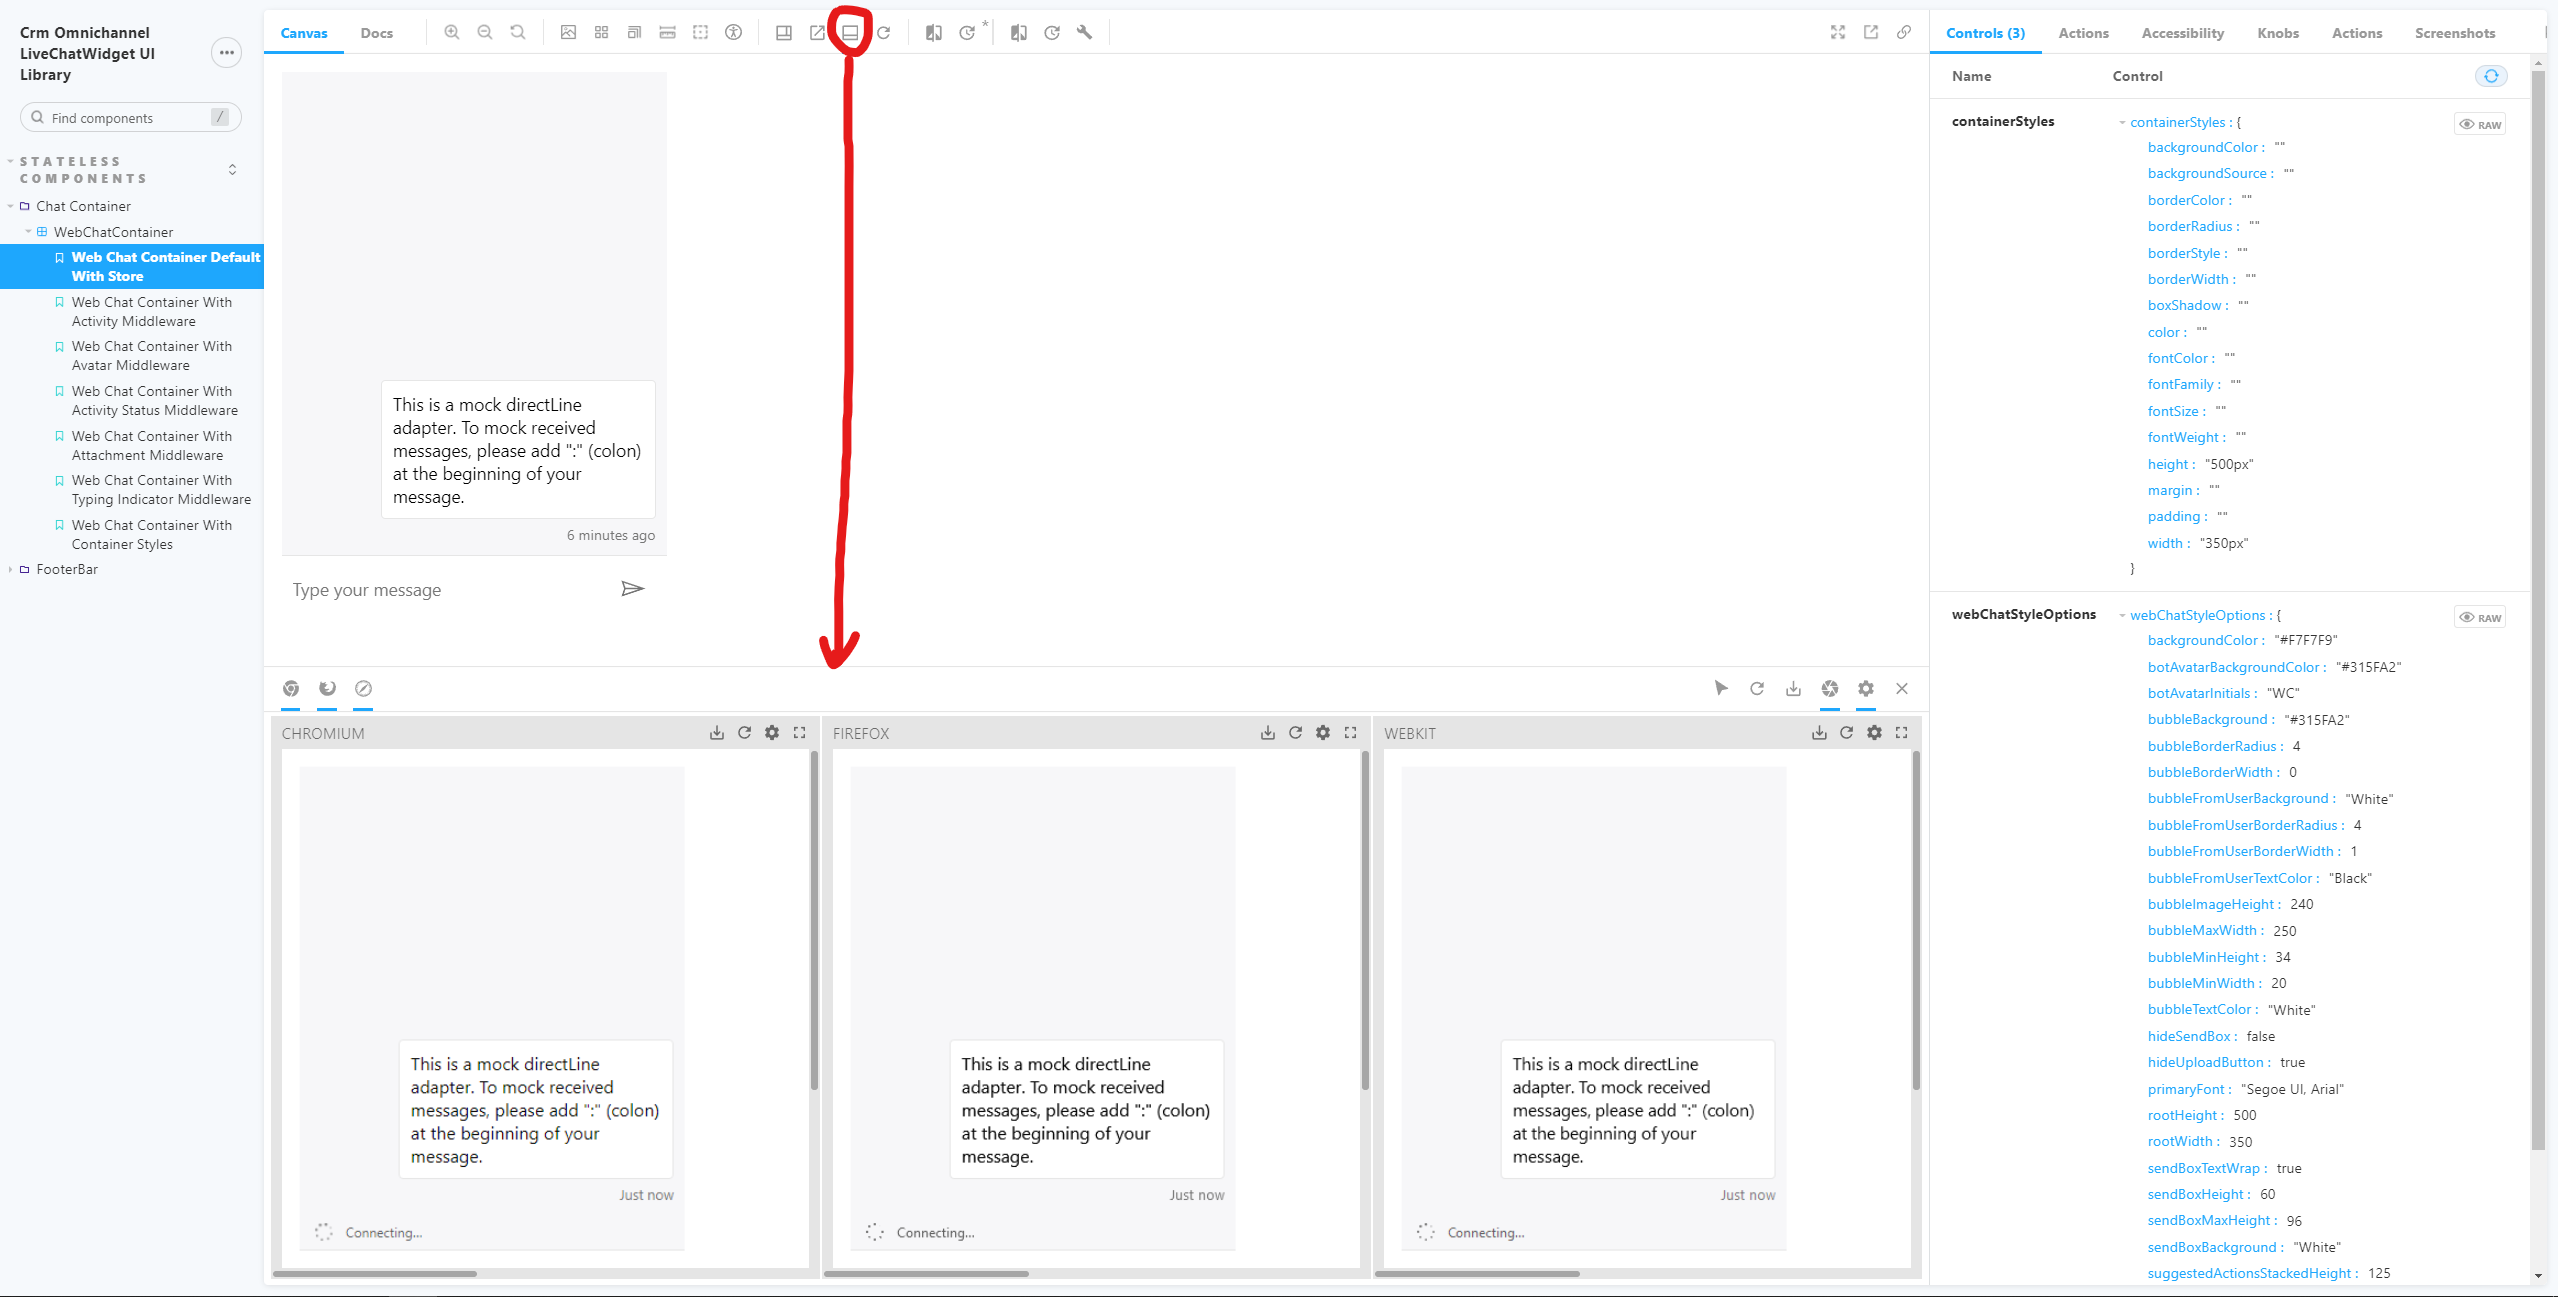 Crm Omnichannel
LiveChatWidget UI
Library
Find components
/
STATELESS
COMPONENTS
Chat Container
WebChatContainer
Web Chat Container Default
With Store
Web Chat Container With
Activity Middleware
Web Chat Container With
Avatar Middleware
Web Chat Container With
Activity Status Middleware
Web Chat Container With
Attachment Middleware
Web Chat Container With
Typing Indicator Middleware
Web Chat Container With
Container Styles
FooterBar
Canvas
Docs
*
This is a mock directLine
adapter. To mock received
messages, please add ":" (colon)
at the beginning of your
message.
6 minutes ago
Type your message
CHROMIUM
This is a mock directLine
adapter. To mock received
messages, please add ":" (colon)
at the beginning of your
message.
Just now
Connecting...
FIREFOX
This is a mock directLine
adapter. To mock received
messages, please add ":" (colon)
at the beginning of your
message.
Just now
Connecting...
WEBKIT
This is a mock directLine
adapter. To mock received
messages, please add ":" (colon)
at the beginning of your
message.
Just now
Connecting...
Controls (3)
Actions
Accessibility
Knobs
Actions
Screenshots
Name
Control
containerStyles
containerStyles : {
RAW
backgroundColor : ""
backgroundSource : ""
borderColor : ""
borderRadius : ""
borderStyle : ""
borderWidth : ""
boxShadow : ""
color : ""
fontColor : ""
fontFamily : ""
fontSize : ""
fontWeight : ""
height : "500px"
margin : ""
padding : ""
width : "350px"
}
webChatStyleOptions
webChatStyleOptions : {
RAW
backgroundColor : "#F7F7F9"
botAvatarBackgroundColor : "#315FA2"
botAvatarInitials : "WC"
bubbleBackground : "#315FA2"
bubbleBorderRadius : 4
bubbleBorderWidth : 0
bubbleFromUserBackground : "White"
bubbleFromUserBorderRadius : 4
bubbleFromUserBorderWidth : 1
bubbleFromUserTextColor : "Black"
bubbleImageHeight : 240
bubbleMaxWidth : 250
bubbleMinHeight : 34
bubbleMinWidth : 20
bubbleTextColor : "White"
hideSendBox : false
hideUploadButton : true
primaryFont : "Segoe UI, Arial"
rootHeight : 500
rootWidth : 350
sendBoxTextWrap : true
sendBoxHeight : 60
sendBoxMaxHeight : 96
sendBoxBackground : "White"
suggestedActionsStackedHeight : 125